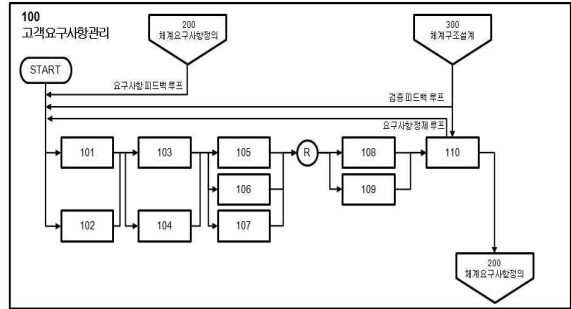 100
고객요구사항관리
200
체계요구사항정의
300
체계구조설계
START
요구사항 피드백 루프
검증 피드백 루프
요구사항 정제 루프
101
103
105
R
108
110
106
109
102
104
107
200
체계요구사항정의